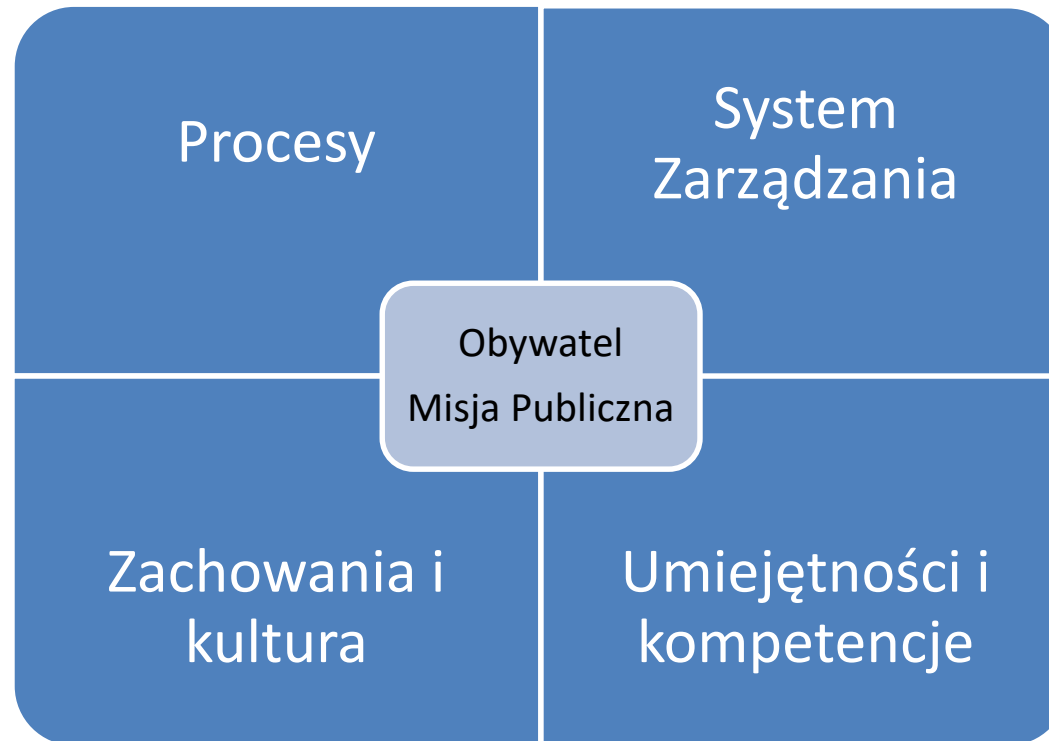 Procesy
System
Zarządzania
Obywatel
Misja Publiczna
Zachowania i
kultura
Umiejętności i
kompetencje